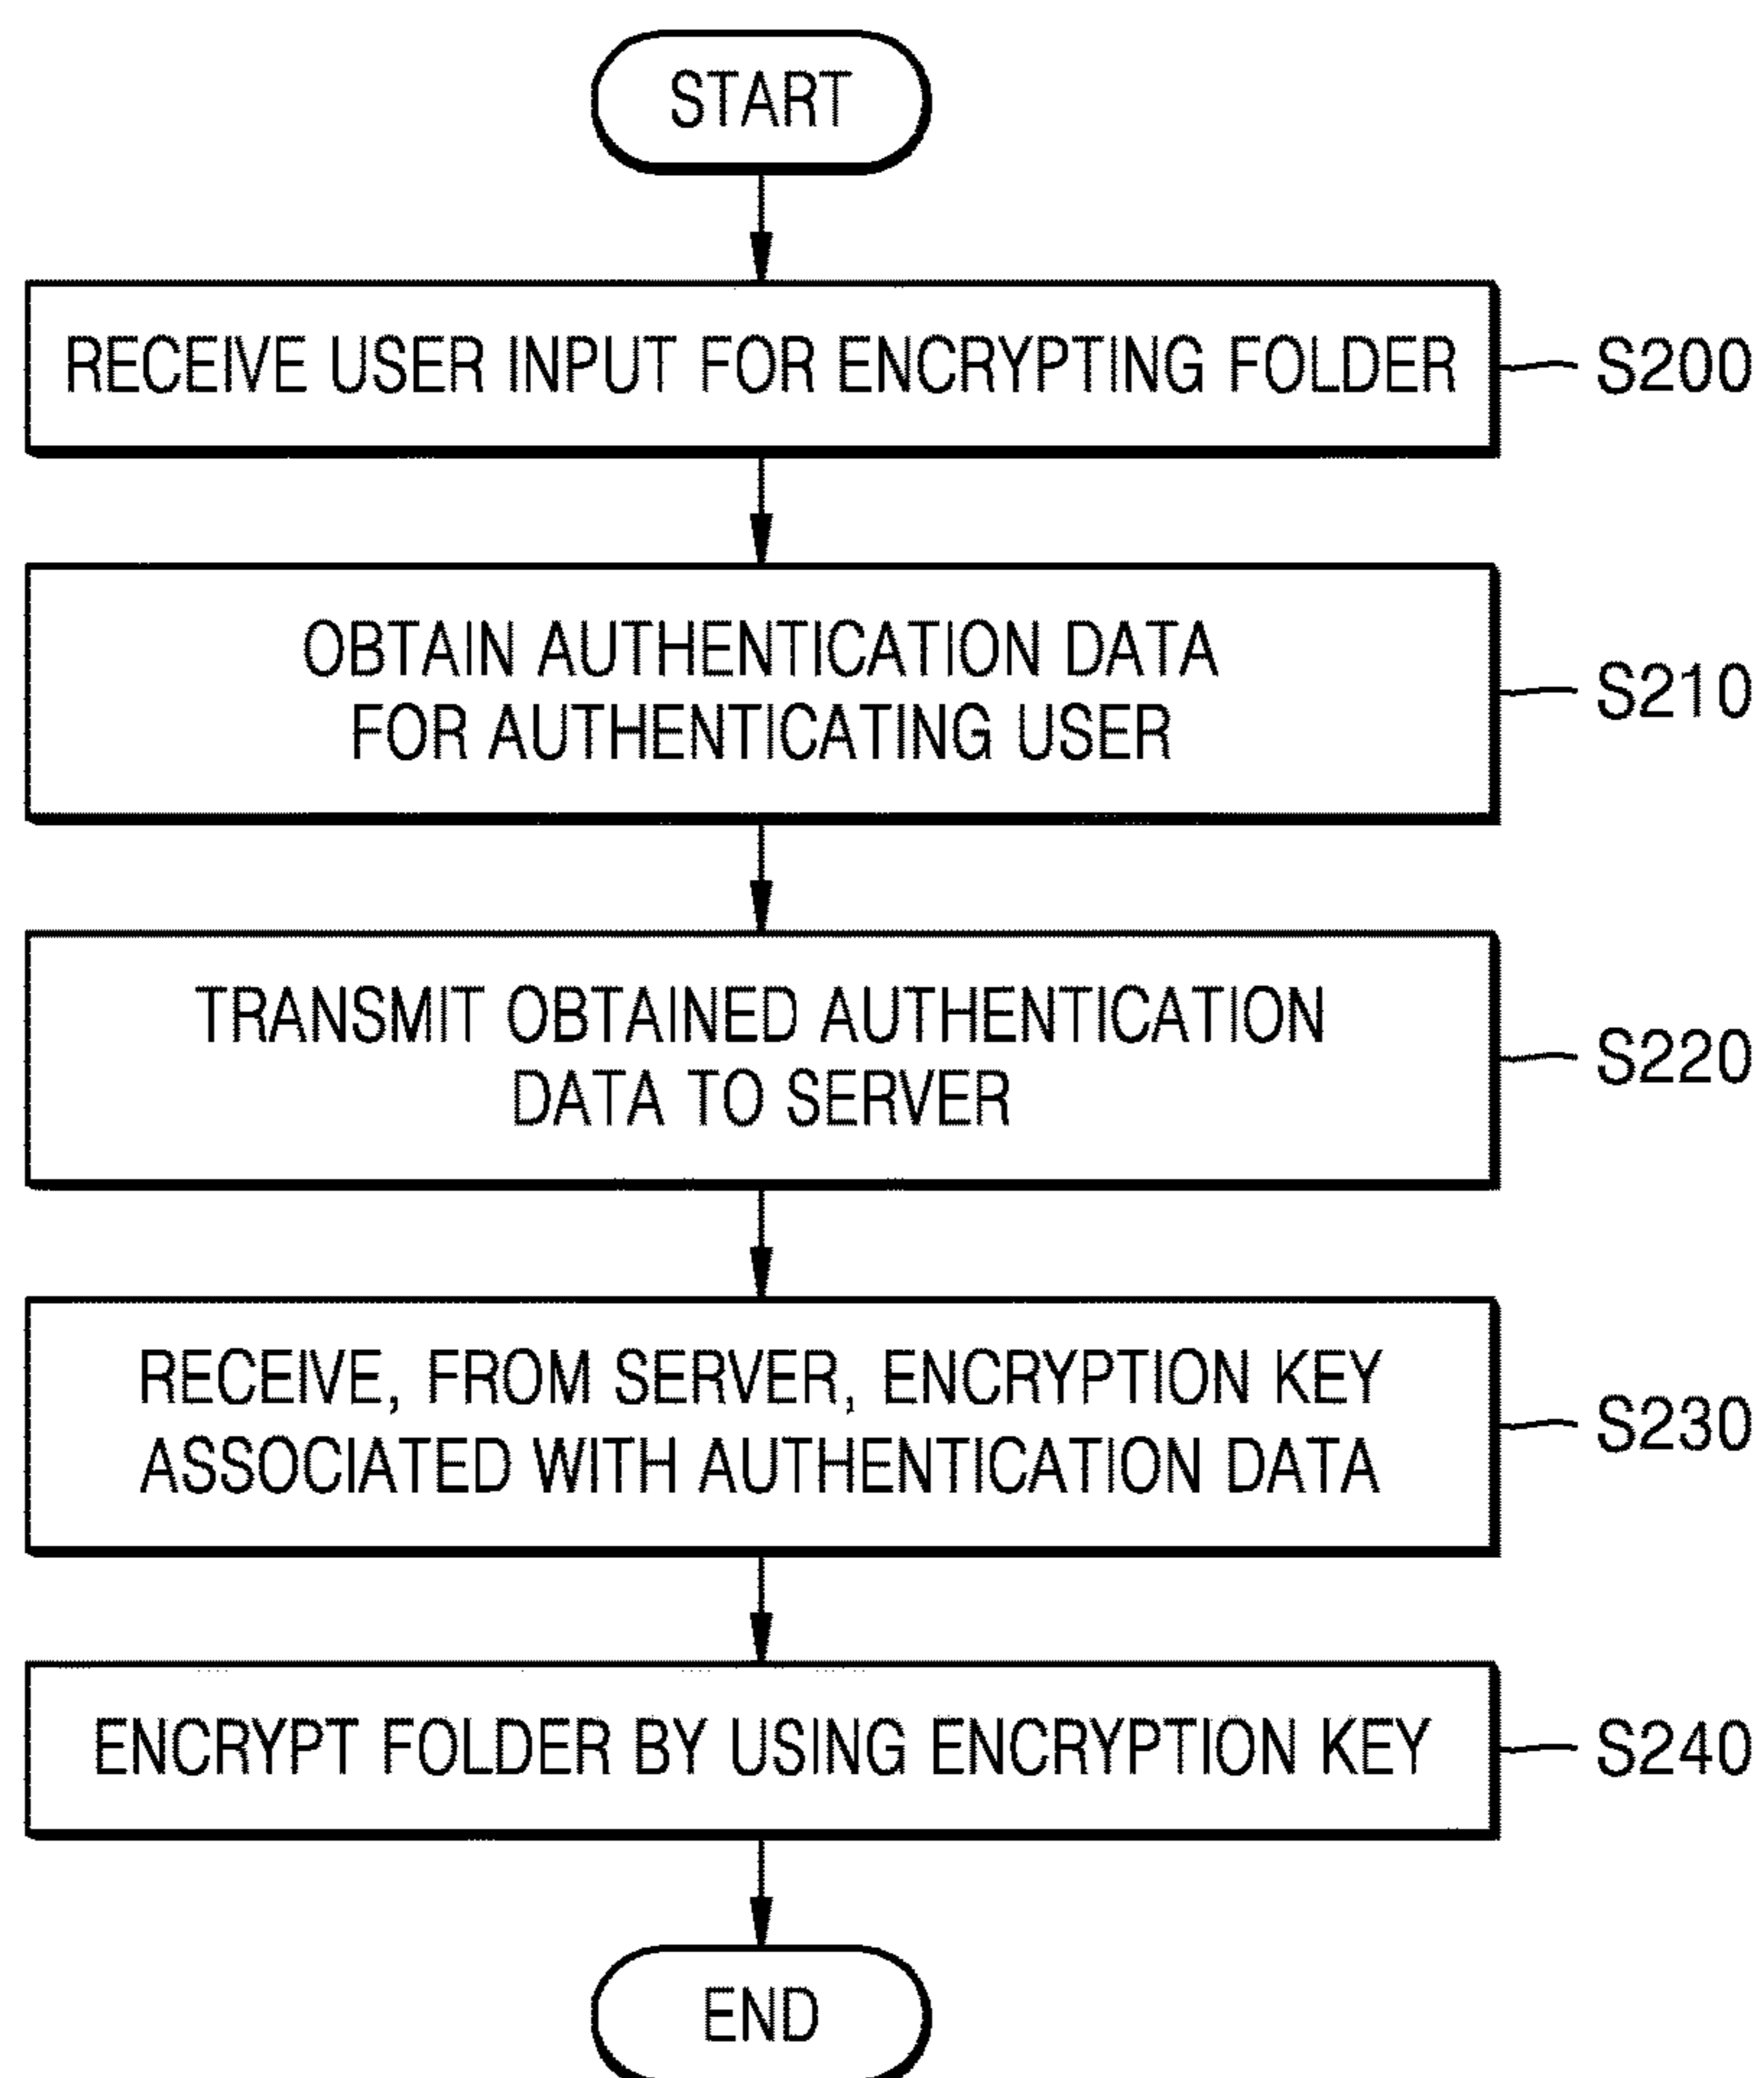 START
RECEIVE USER INPUT FOR ENCRYPTING FOLDER
S200
OBTAIN AUTHENTICATION DATA
FOR AUTHENTICATING USER
S210
TRANSMIT OBTAINED AUTHENTICATION
DATA TO SERVER
S220
RECEIVE, FROM SERVER, ENCRYPTION KEY
ASSOCIATED WITH AUTHENTICATION DATA
S230
ENCRYPT FOLDER BY USING ENCRYPTION KEY
S240
END